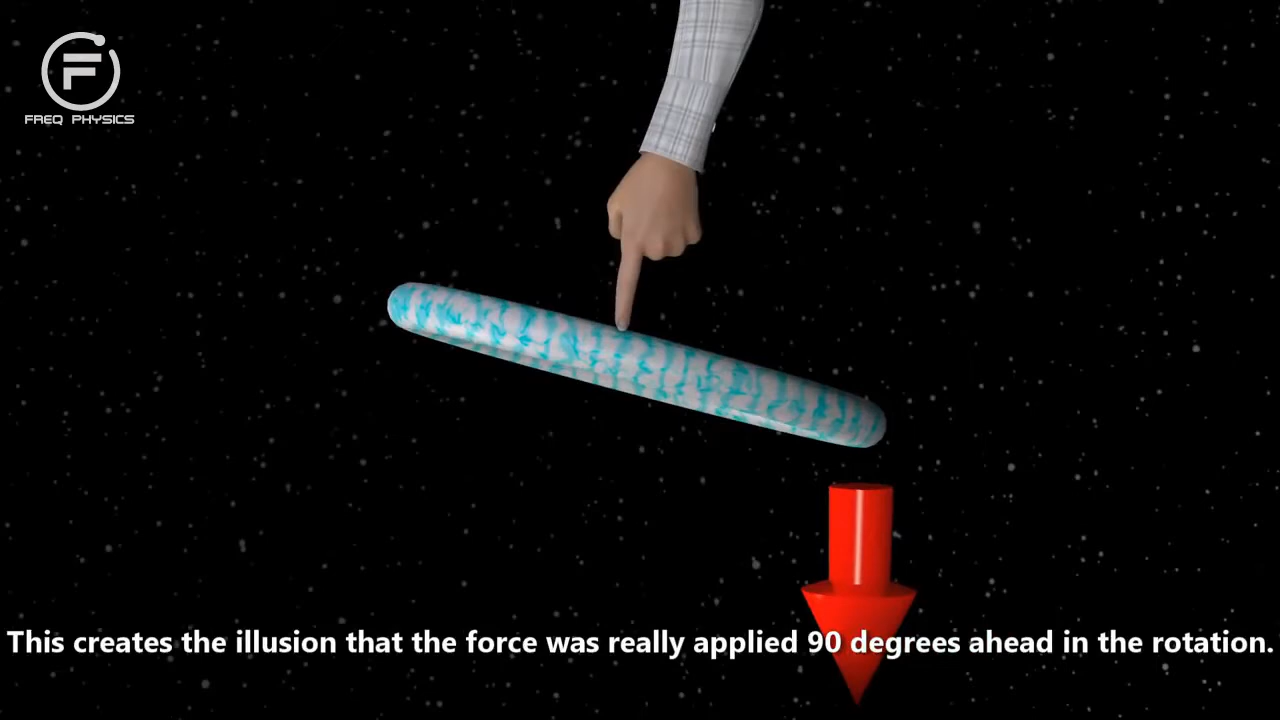 F
FREQ PHYSICS
This creates the illusion that the force was really applied 90 degrees ahead in the rotation.